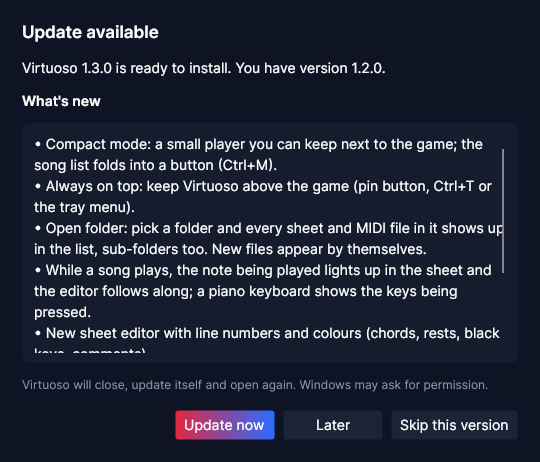 Update available
Virtuoso 1.3.0 is ready to install. You have version 1.2.0.
What's new
• Compact mode: a small player you can keep next to the game; the
song list folds into a button (Ctrl+M).
• Always on top: keep Virtuoso above the game (pin button, Ctrl+T or
the tray menu).
• Open folder: pick a folder and every sheet and MIDI file in it shows up
in the list, sub-folders too. New files appear by themselves.
• While a song plays, the note being played lights up in the sheet and
the editor follows along; a piano keyboard shows the keys being
pressed.
• New sheet editor with line numbers and colours (chords, rests, black
keys, comments)
Virtuoso will close, update itself and open again. Windows may ask for permission.
Update now
Later
Skip this version